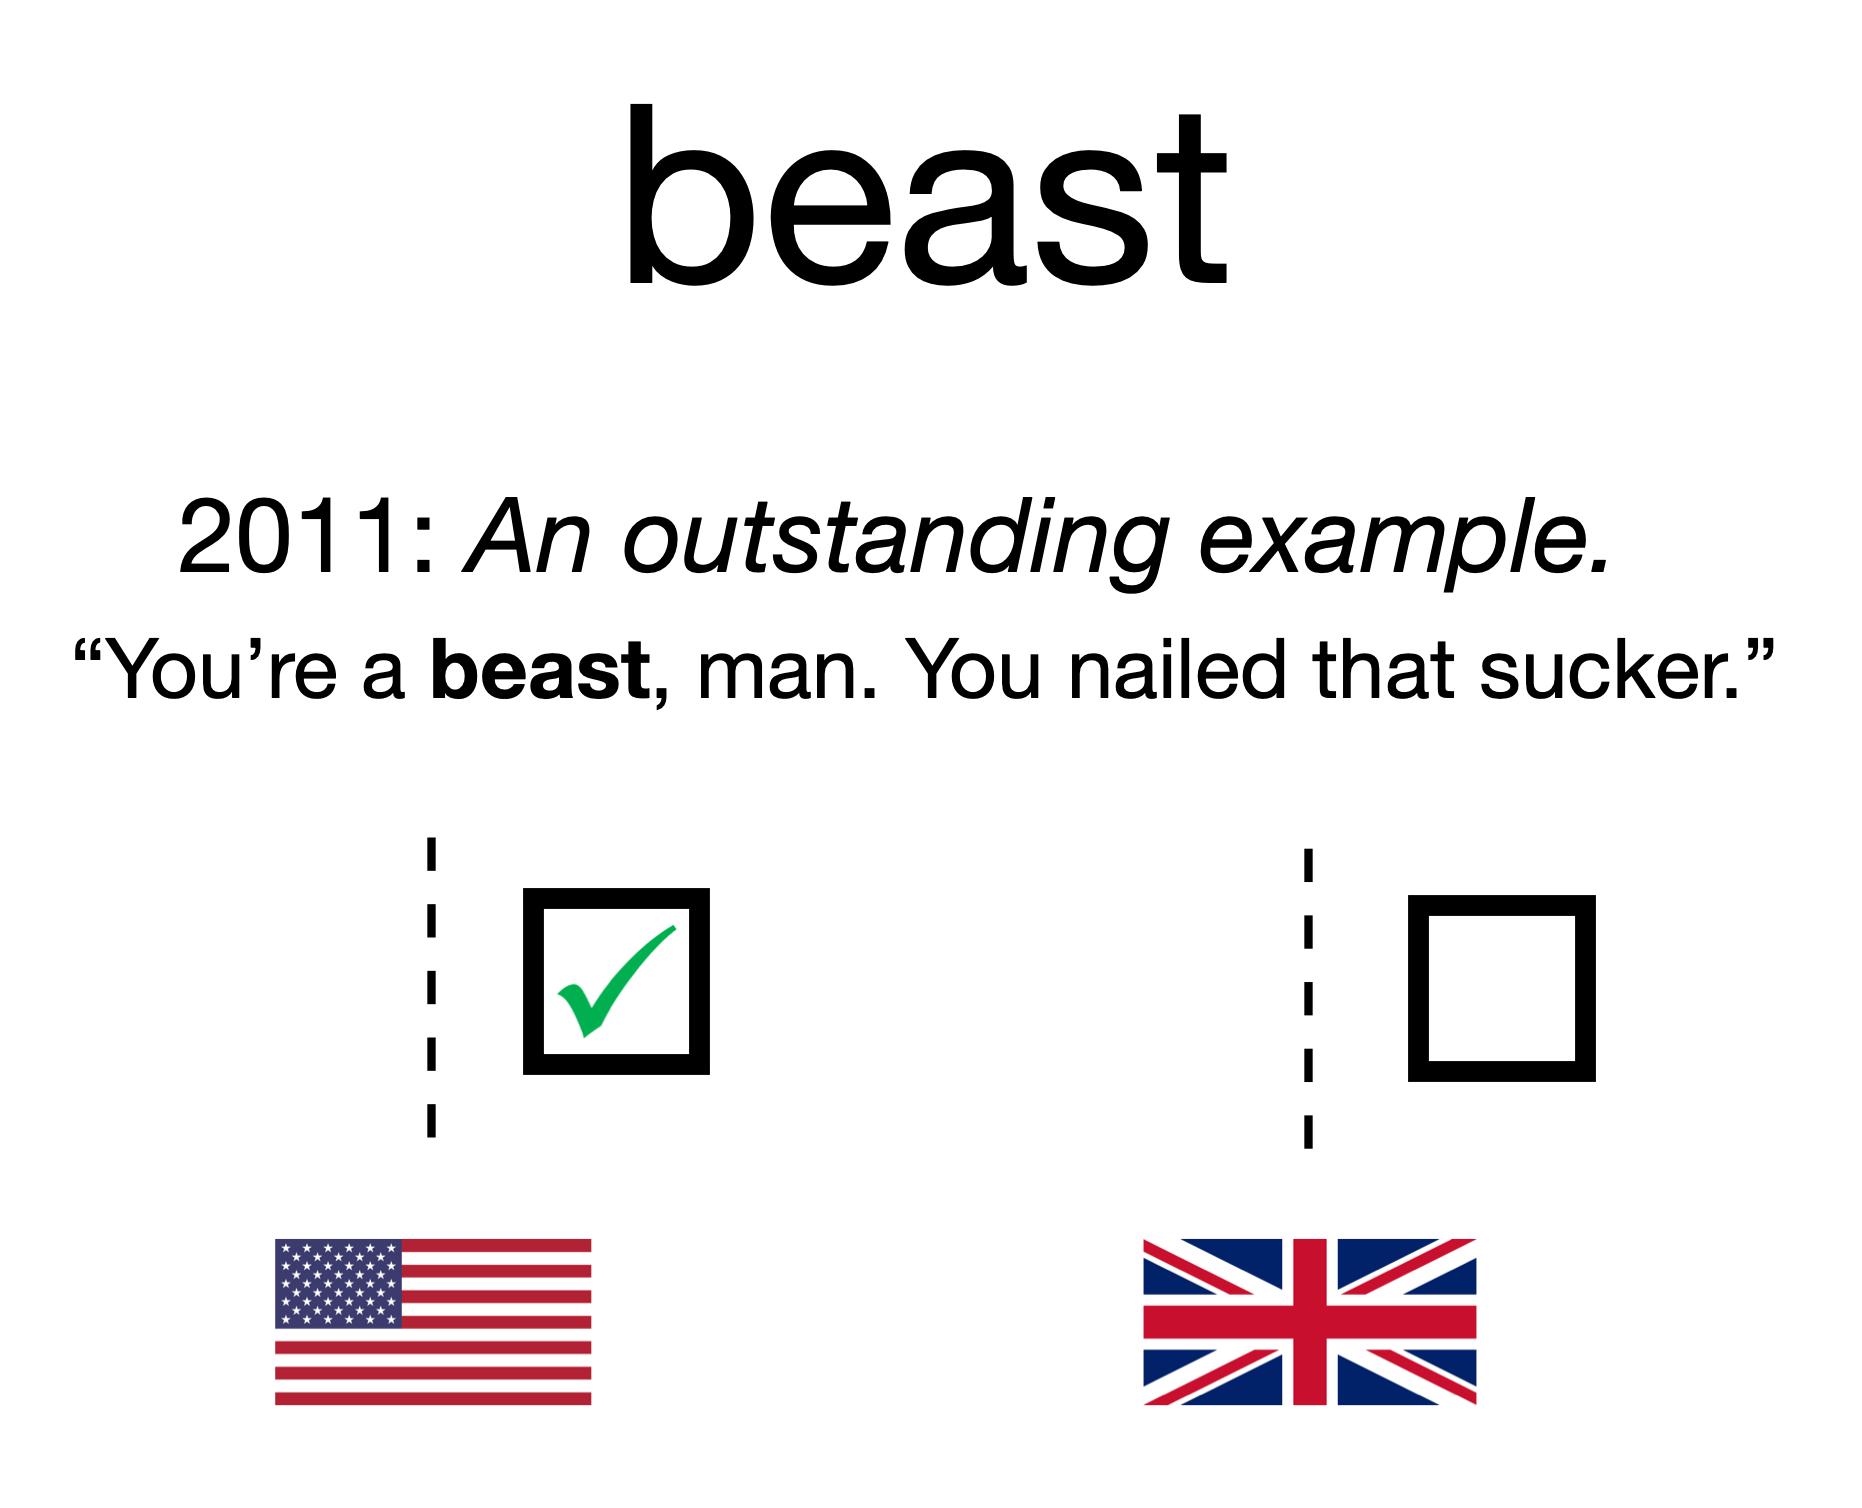 beast
2011: An outstanding example.
“You’re a beast, man. You nailed that sucker.”